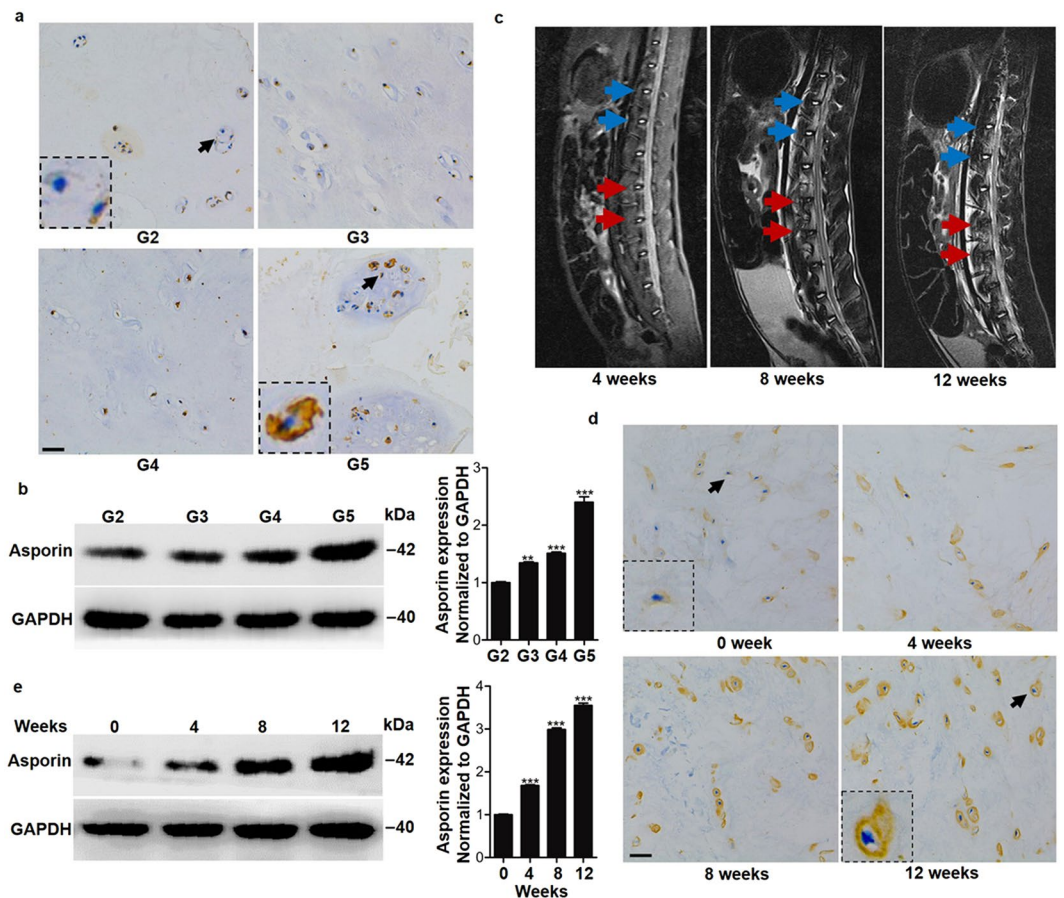 a
G2 G3
G4 G5
b
G2 G3 G4 G5 kDa
Asporin –42
GAPDH –40
Asporin expression
Normalized to GAPDH
3
2
1
0
** *** ***
G2 G3 G4 G5
c
4 weeks 8 weeks 12 weeks
d
0 week 4 weeks
8 weeks 12 weeks
e
Weeks 0 4 8 12 kDa
Asporin –42
GAPDH –40
Asporin expression
Normalized to GAPDH
4
3
2
1
0
*** *** ***
0 4 8 12
Weeks